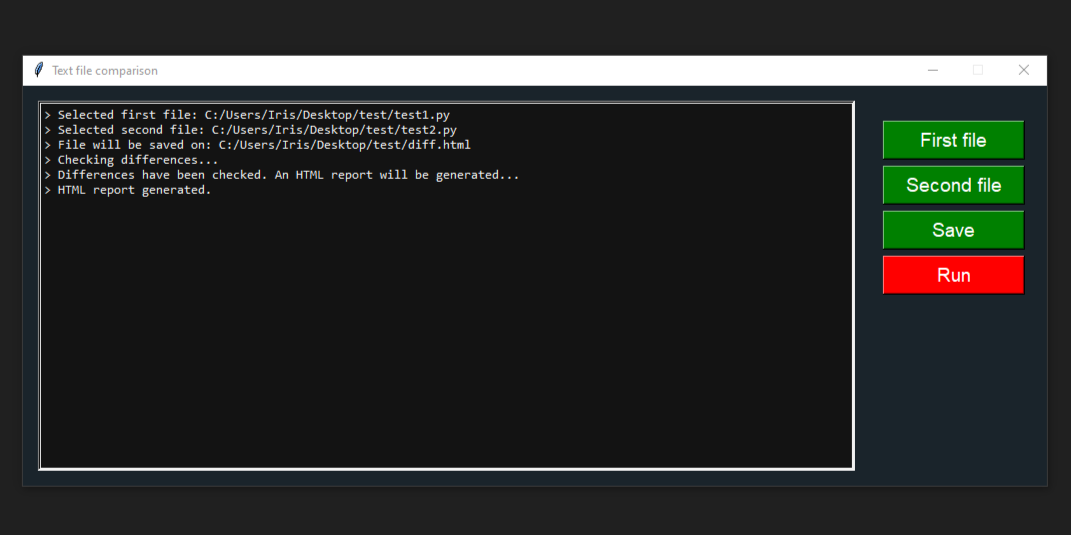 Text file comparison
> Selected first file: C:/Users/Iris/Desktop/test/test1.py
> Selected second file: C:/Users/Iris/Desktop/test/test2.py
> File will be saved on: C:/Users/Iris/Desktop/test/diff.html
> Checking differences...
> Differences have been checked. An HTML report will be generated...
> HTML report generated.
First file
Second file
Save
Run